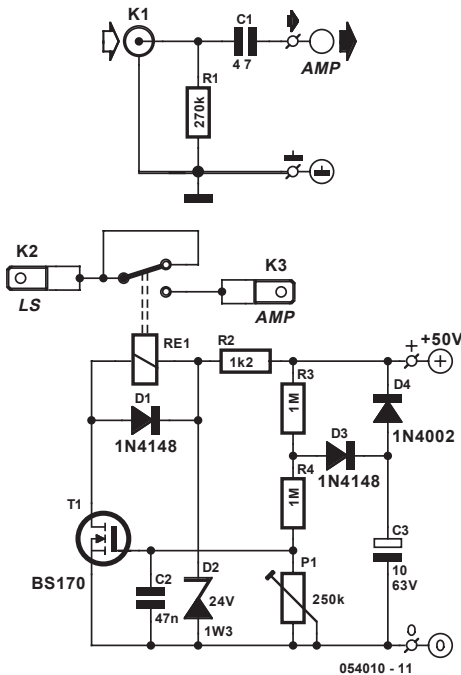 K1
C1
4 7
AMP
R1
270k
K2
LS
K3
AMP
RE1
R2
1k2
+ +50V
+
R3
1M
D4
1N4002
D1
1N4148
D3
1N4148
R4
1M
T1
BS170
C3
10
63V
C2
47n
D2
24V
1W3
P1
250k
0
0
054010 - 11